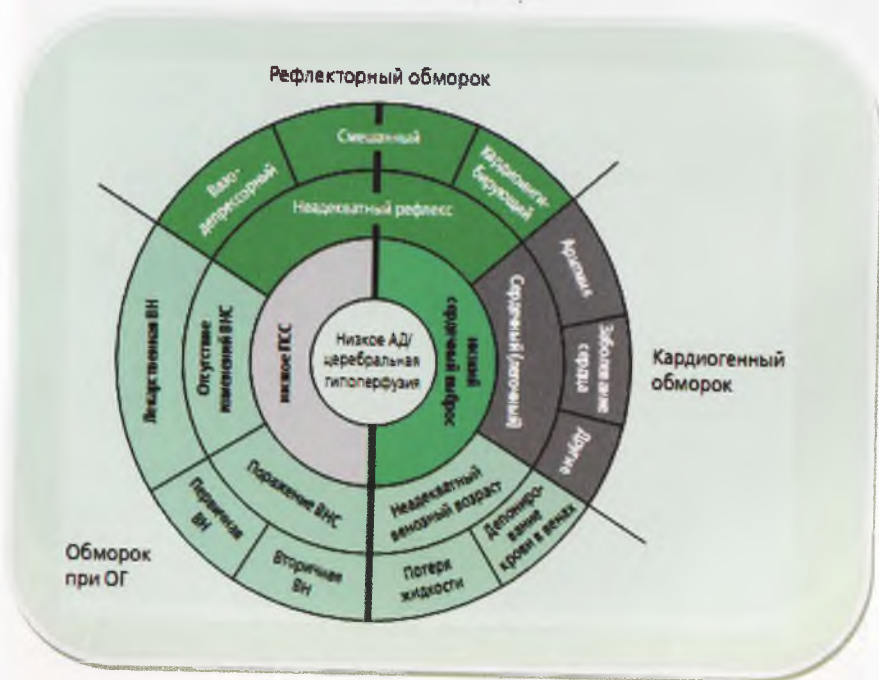 Рефлекторный обморок
Смешанный
Вазо-
депрессорный
Кардиоинги-
бирующий
Неадекватный рефлекс
Аритмия
Заболевание
сердца
Другие
Сердечный (легочный)
Кардиогенный
обморок
Лекарственная ВН
Отсутствие
изменений ВНС
низкое ПСС
Низкое АД/
церебральная
гипоперфузия
низкий
сердечный выброс
Поражение ВНС
Неадекватный
венозный возраст
Первичная
ВН
Вторичная
ВН
Потеря
жидкости
Депониро-
вание
крови в венах
Обморок
при ОГ